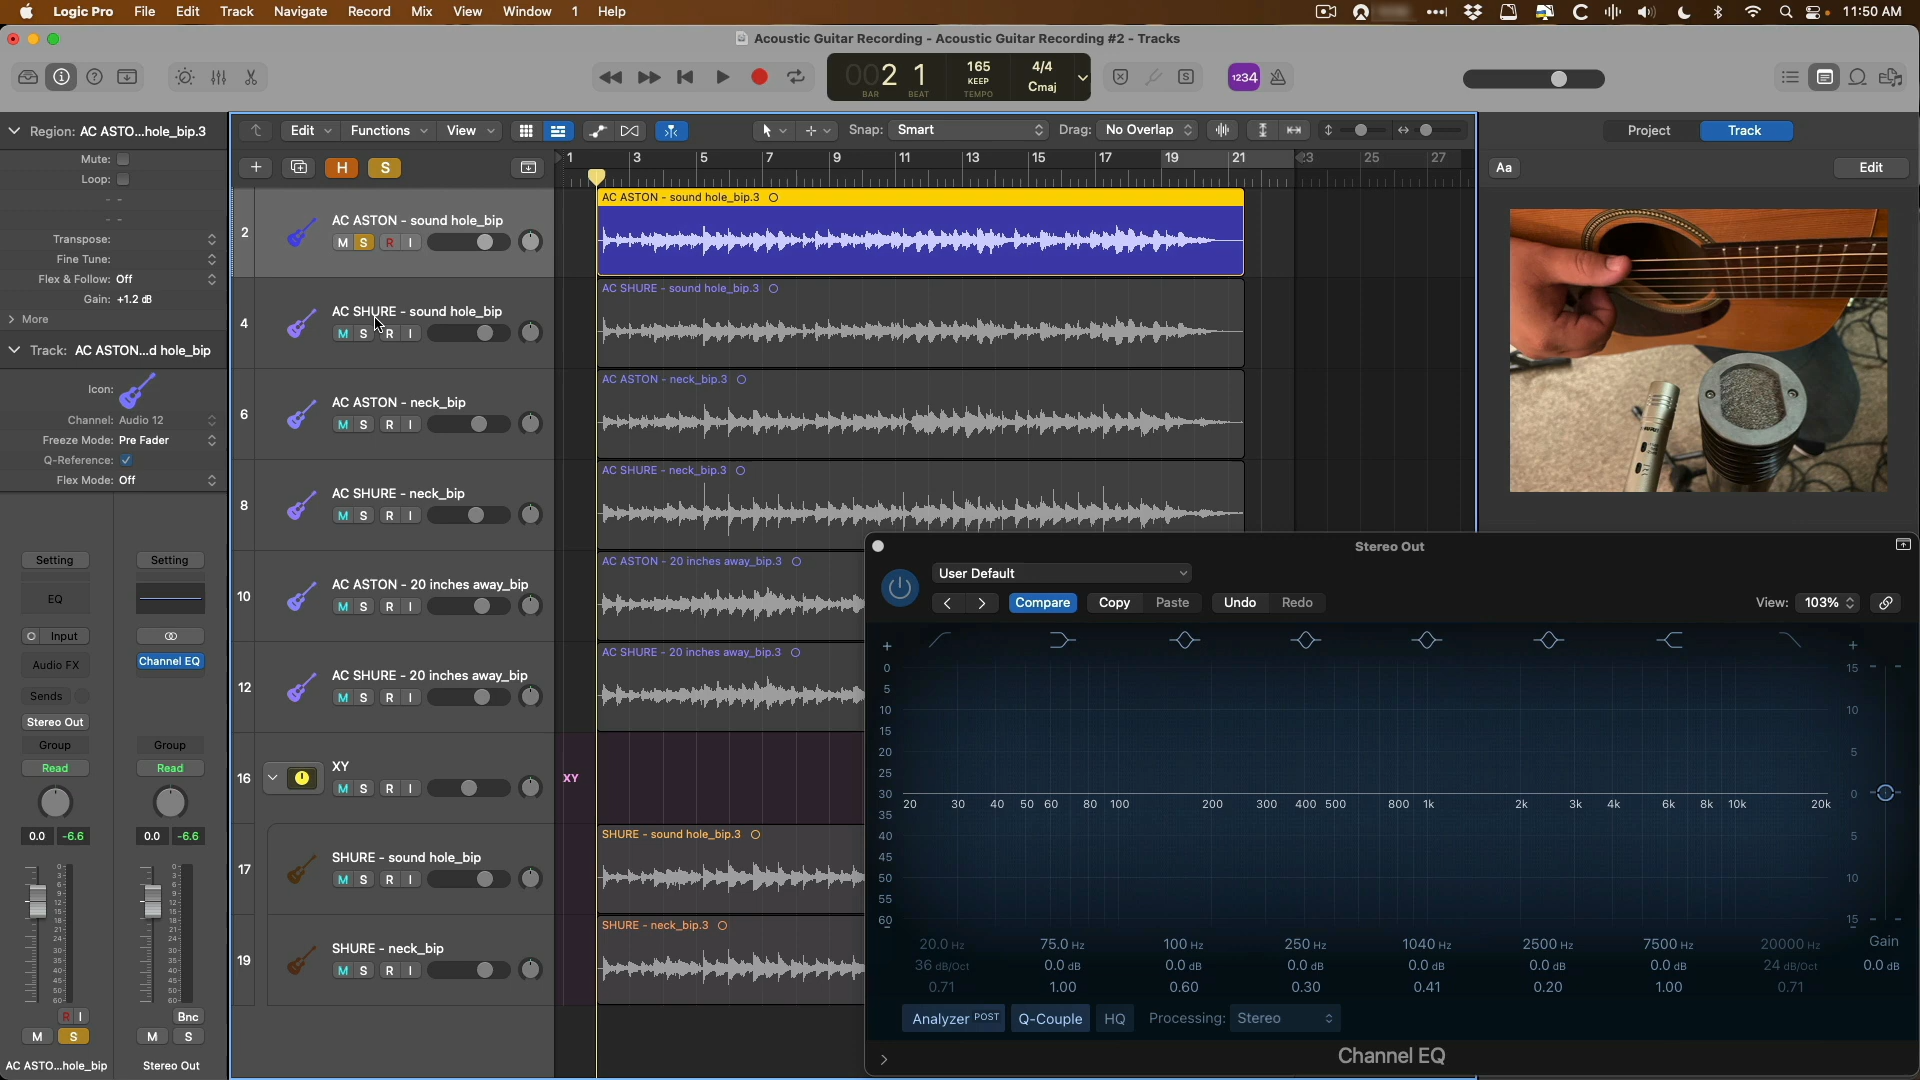 Logic Pro File Edit Track Navigate Record Mix View Window 1 Help 11:50 AM
Acoustic Guitar Recording - Acoustic Guitar Recording #2 - Tracks
002 1 165 4/4
KEEP Cmaj
BAR BEAT TEMPO
1234
Region: AC ASTO...hole_bip.3
Mute:
Loop:
Transpose:
Fine Tune:
Flex & Follow: Off
Gain: +1.2 dB
More
Track: AC ASTON...d hole_bip
Icon:
Channel: Audio 12
Freeze Mode: Pre Fader
Q-Reference:
Flex Mode: Off
Setting Setting
EQ
Input
Audio FX Channel EQ
Sends
Stereo Out
Group Group
Read Read
0.0 -6.6 0.0 -6.6
R I Bnc
M S M S
AC ASTO...hole_bip Stereo Out
Edit Functions View Snap: Smart Drag: No Overlap
H S
1 3 5 7 9 11 13 15 17 19 21 23 25 27
2 AC ASTON - sound hole_bip
M S R I
AC ASTON - sound hole_bip.3
4 AC SHURE - sound hole_bip
M S R I
AC SHURE - sound hole_bip.3
6 AC ASTON - neck_bip
M S R I
AC ASTON - neck_bip.3
8 AC SHURE - neck_bip
M S R I
AC SHURE - neck_bip.3
10 AC ASTON - 20 inches away_bip
M S R I
AC ASTON - 20 inches away_bip.3
12 AC SHURE - 20 inches away_bip
M S R I
AC SHURE - 20 inches away_bip.3
16 XY
M S R I
XY
17 SHURE - sound hole_bip
M S R I
SHURE - sound hole_bip.3
19 SHURE - neck_bip
M S R I
SHURE - neck_bip.3
Project Track
Aa Edit
Stereo Out
User Default
Compare Copy Paste Undo Redo View: 103%
0
5
10
15
20
25
30
35
40
45
50
55
60
20 30 40 50 60 80 100 200 300 400 500 800 1k 2k 3k 4k 6k 8k 10k 20k
15
10
5
0
5
10
15
20.0 Hz 75.0 Hz 100 Hz 250 Hz 1040 Hz 2500 Hz 7500 Hz 20000 Hz Gain
36 dB/Oct 0.0 dB 0.0 dB 0.0 dB 0.0 dB 0.0 dB 0.0 dB 24 dB/Oct 0.0 dB
0.71 1.00 0.60 0.30 0.41 0.20 1.00 0.71
Analyzer POST Q-Couple HQ Processing: Stereo
Channel EQ